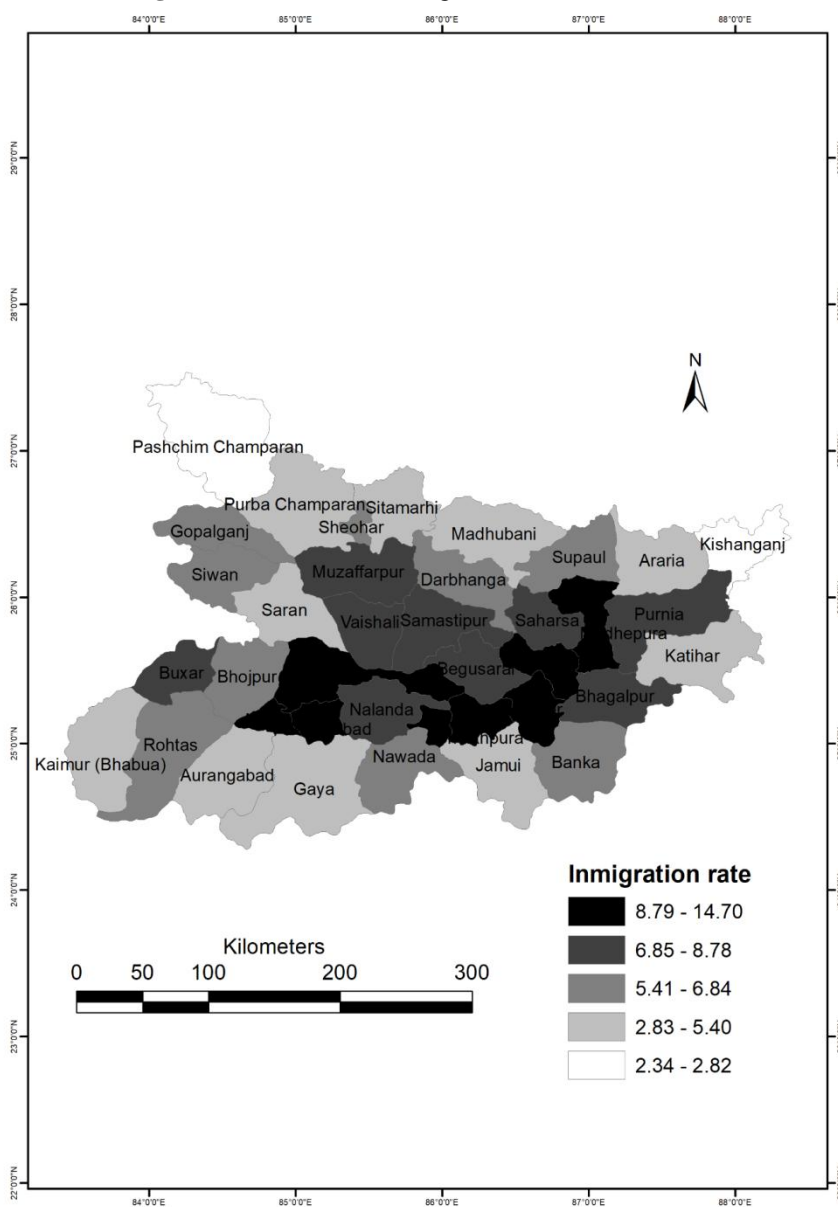 84°0'0"E 85°0'0"E 86°0'0"E 87°0'0"E 88°0'0"E
29°0'0"N
28°0'0"N
N
27°0'0"N
Pashchim Champaran
Purba Champaran
Sitamarhi
Sheohar
Gopalganj
Madhubani
Supaul
Araria
Kishanganj
Siwan
Muzaffarpur
Darbhanga
26°0'0"N
Saran
Vaishali
Samastipur
Saharsa
Purnia
Katihar
Begusarai
Buxar
Bhojpur
Bhagalpur
Nalanda
25°0'0"N
Rohtas
Nawada
Kaimur (Bhabua)
Aurangabad
Jamui
Banka
Gaya
Inmigration rate
24°0'0"N
8.79 - 14.70
6.85 - 8.78
5.41 - 6.84
2.83 - 5.40
2.34 - 2.82
Kilometers
0 50 100 200 300
23°0'0"N
22°0'0"N
84°0'0"E 85°0'0"E 86°0'0"E 87°0'0"E 88°0'0"E